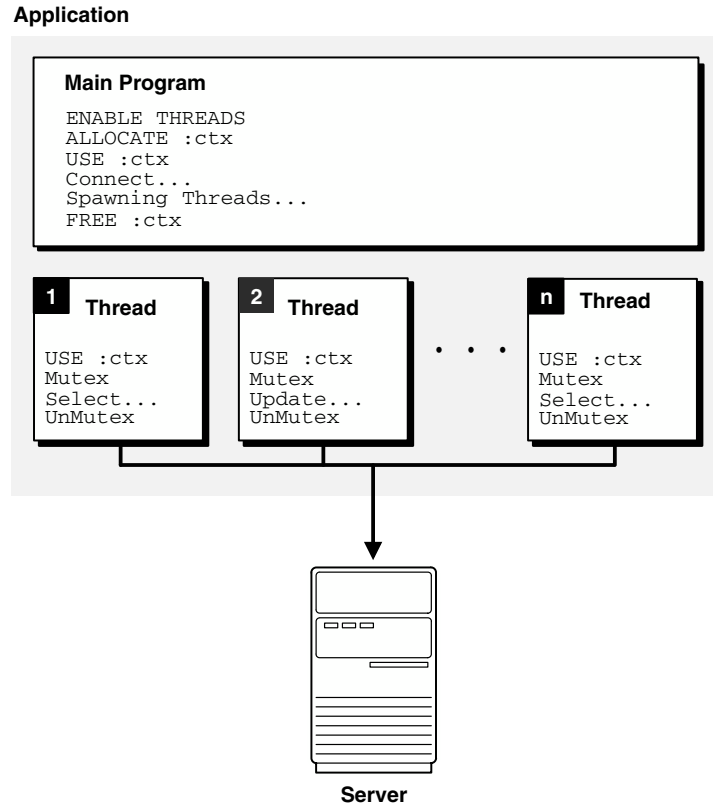 Application
Main Program
ENABLE THREADS
ALLOCATE :ctx
USE :ctx
Connect...
Spawning Threads...
FREE :ctx
1 Thread
USE :ctx
Mutex
Select...
UnMutex
2 Thread
USE :ctx
Mutex
Update...
UnMutex
. . .
n Thread
USE :ctx
Mutex
Select...
UnMutex
Server